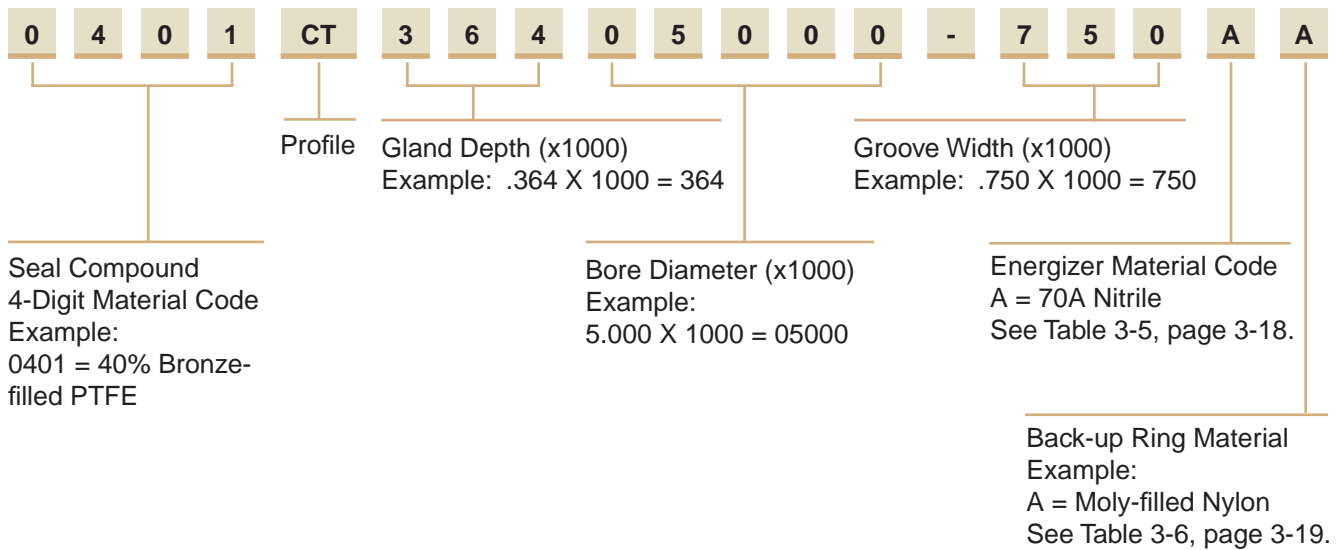 0 4 0 1 CT 3 6 4 0 5 0 0 0 - 7 5 0 A A
Profile
Gland Depth (x1000)
Example: .364 X 1000 = 364
Groove Width (x1000)
Example: .750 X 1000 = 750
Seal Compound
4-Digit Material Code
Example:
0401 = 40% Bronze-
filled PTFE
Bore Diameter (x1000)
Example:
5.000 X 1000 = 05000
Energizer Material Code
A = 70A Nitrile
See Table 3-5, page 3-18.
Back-up Ring Material
Example:
A = Moly-filled Nylon
See Table 3-6, page 3-19.